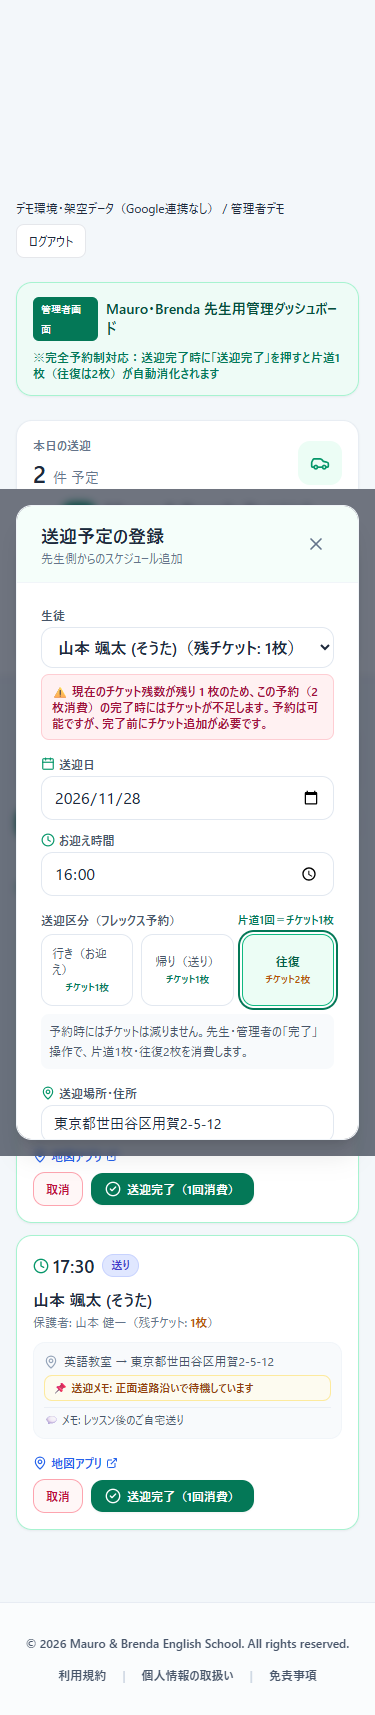 デモ環境・架空データ（Google連携なし） / 管理者デモ
ログアウト
管理者画面
Mauro・Brenda 先生用管理ダッシュボード
※完全予約制対応：送迎完了時に「送迎完了」を押すと片道1枚（往復は2枚）が自動消化されます
本日の送迎
2 件 予定
送迎予定の登録
先生側からのスケジュール追加
生徒
山本 颯太 (そうた)（残チケット: 1枚）
⚠️ 現在のチケット残数が残り 1 枚のため、この予約（2枚消費）の完了時にはチケットが不足します。予約は可能ですが、完了前にチケット追加が必要です。
送迎日
2026/11/28
お迎え時間
16:00
送迎区分（フレックス予約）
片道1回＝チケット1枚
行き（お迎え）
チケット1枚
帰り（送り）
チケット1枚
往復
チケット2枚
予約時にはチケットは減りません。先生・管理者の「完了」操作で、片道1枚・往復2枚を消費します。
送迎場所・住所
東京都世田谷区用賀2-5-12
地図アプリ
取消
送迎完了（1回消費）
17:30 送り
山本 颯太 (そうた)
保護者: 山本 健一（残チケット: 1枚）
英語教室 → 東京都世田谷区用賀2-5-12
📌 送迎メモ: 正面道路沿いで待機しています
💬 メモ: レッスン後のご自宅送り
地図アプリ
取消
送迎完了（1回消費）
© 2026 Mauro & Brenda English School. All rights reserved.
利用規約 | 個人情報の取扱い | 免責事項